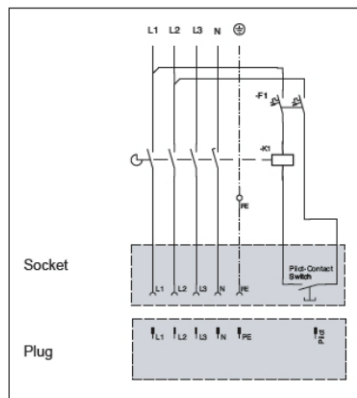 L1 L2 L3 N
-F1
-K1
PE
Socket
Pilot-Contact
Switch
L1 L2 L3 N PE
Plug
L1 L2 L3 N PE Pilot